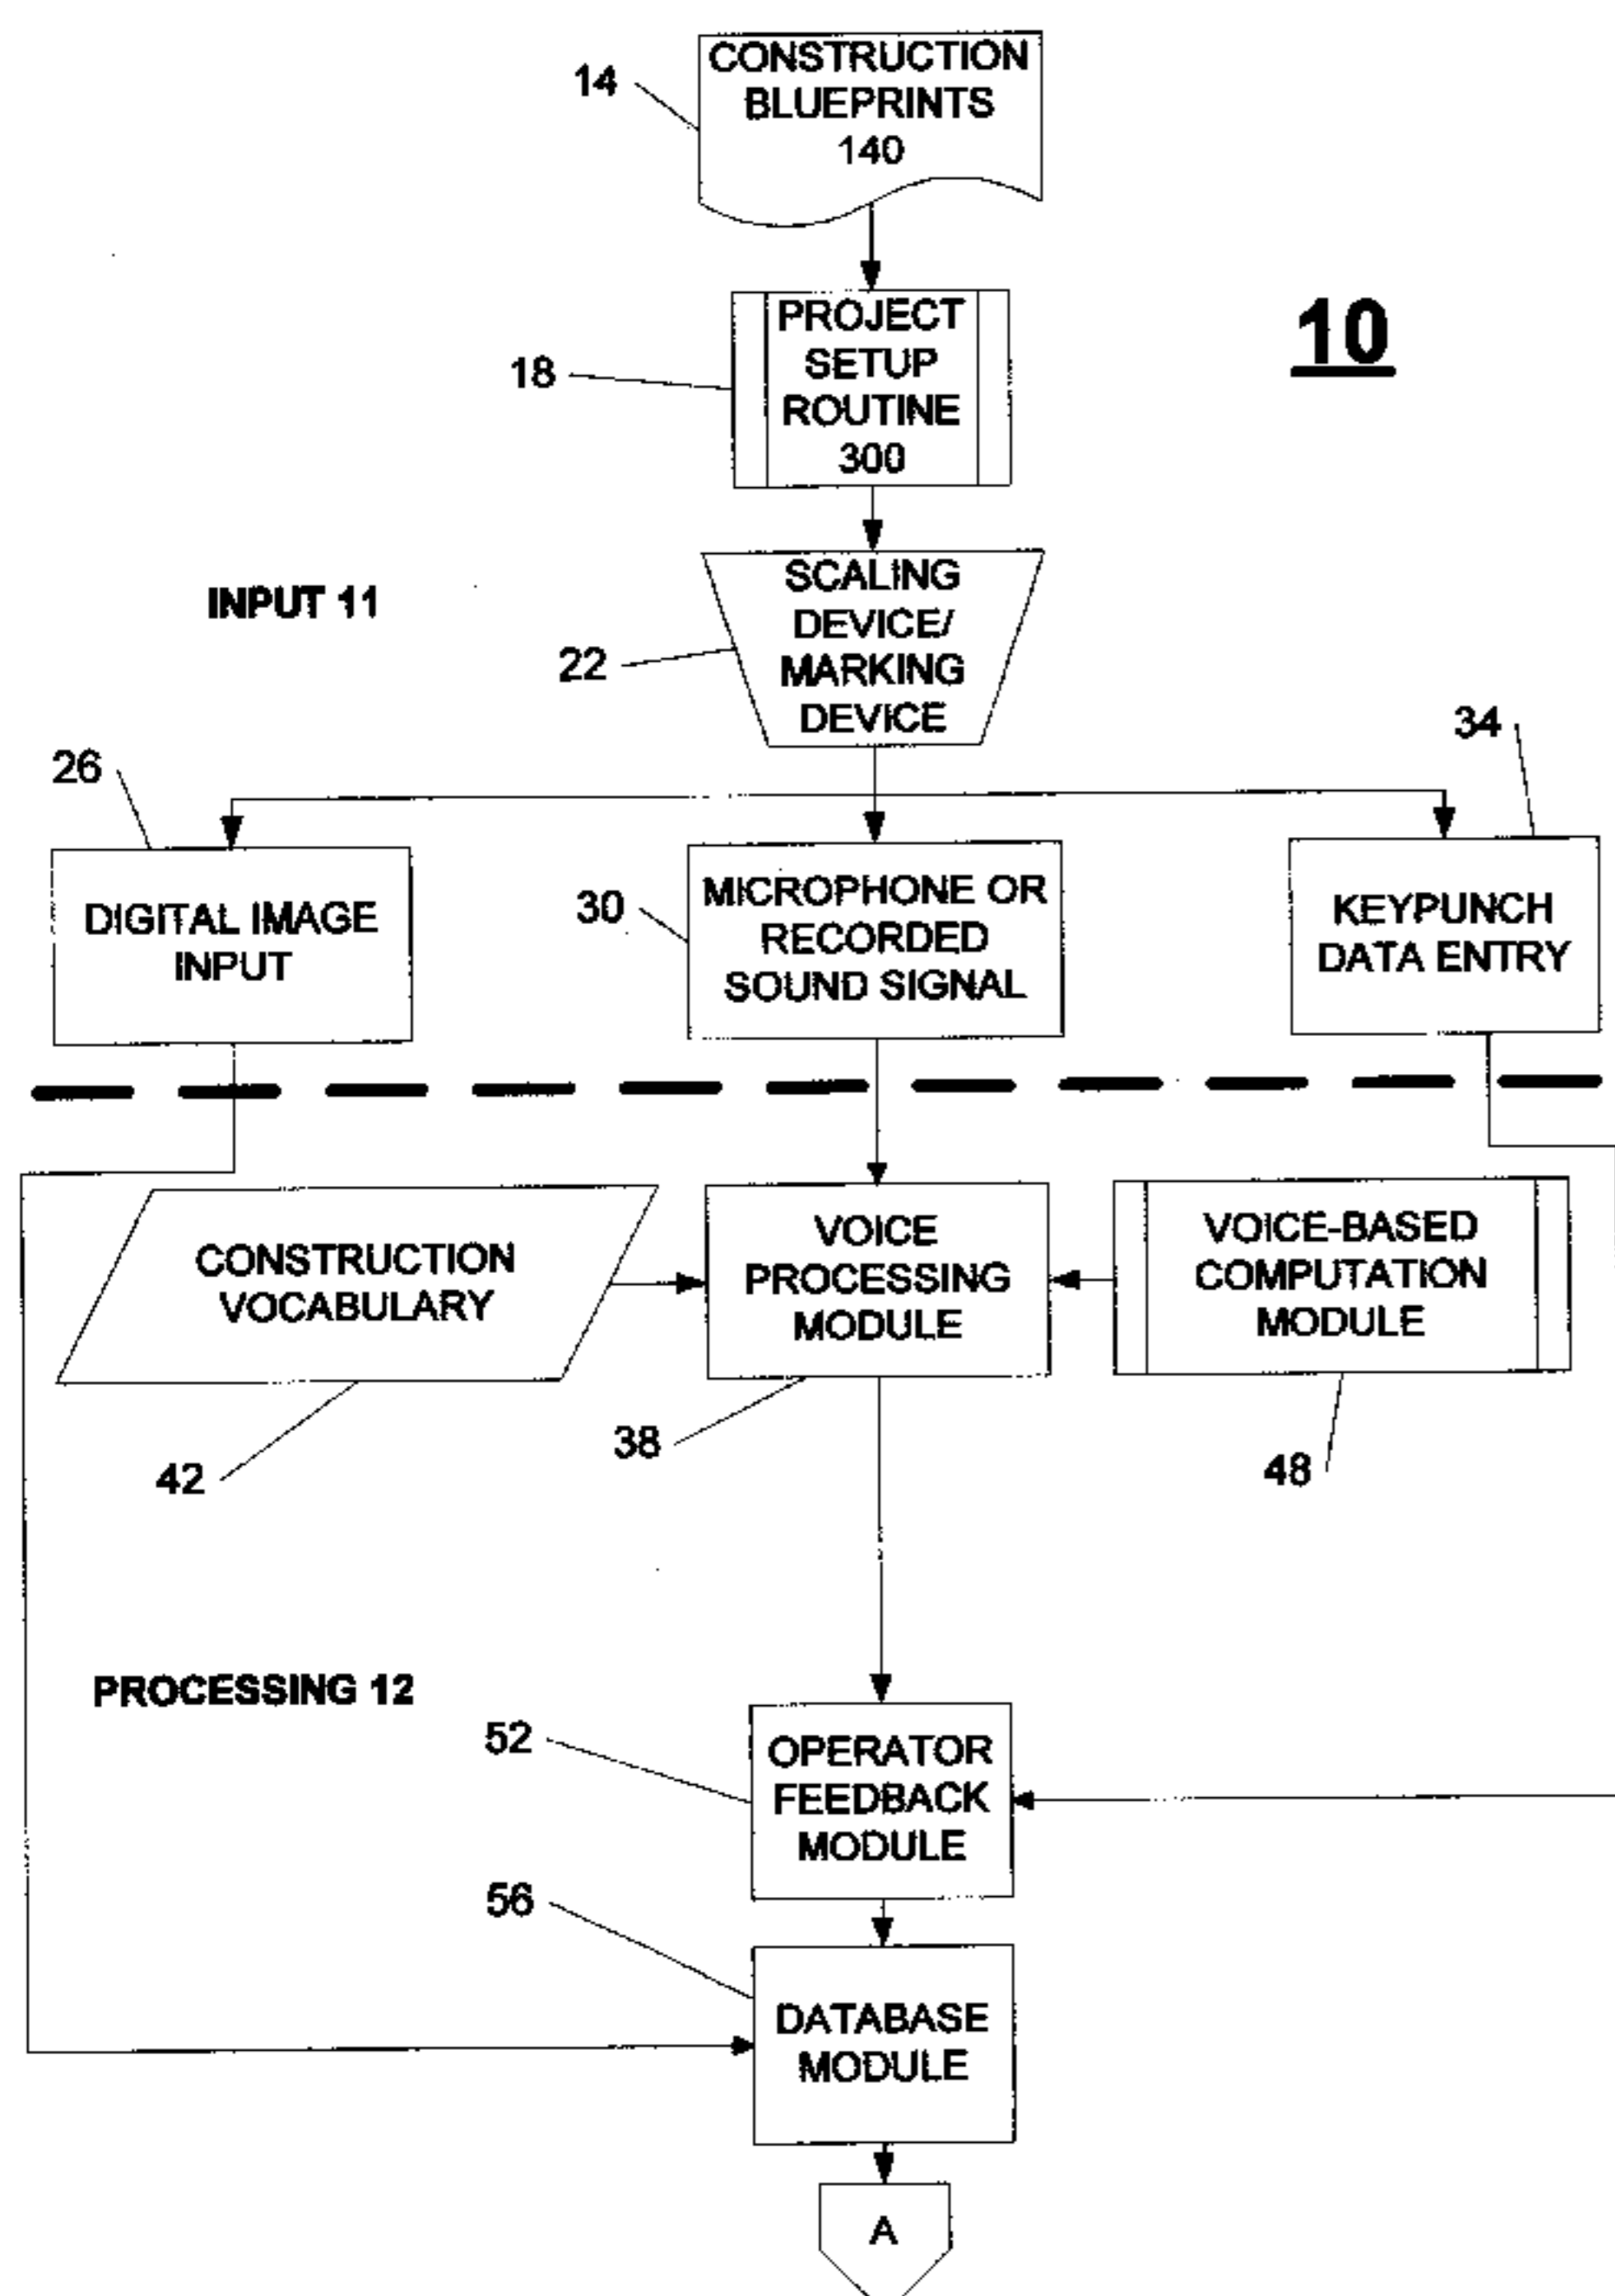 CONSTRUCTION
BLUEPRINTS
140
14
10
PROJECT
SETUP
ROUTINE
300
18
INPUT 11
SCALING
DEVICE/
MARKING
DEVICE
22
26
34
DIGITAL IMAGE
INPUT
30
MICROPHONE OR
RECORDED
SOUND SIGNAL
KEYPUNCH
DATA ENTRY
CONSTRUCTION
VOCABULARY
VOICE
PROCESSING
MODULE
VOICE-BASED
COMPUTATION
MODULE
42
38
48
PROCESSING 12
52
OPERATOR
FEEDBACK
MODULE
56
DATABASE
MODULE
A